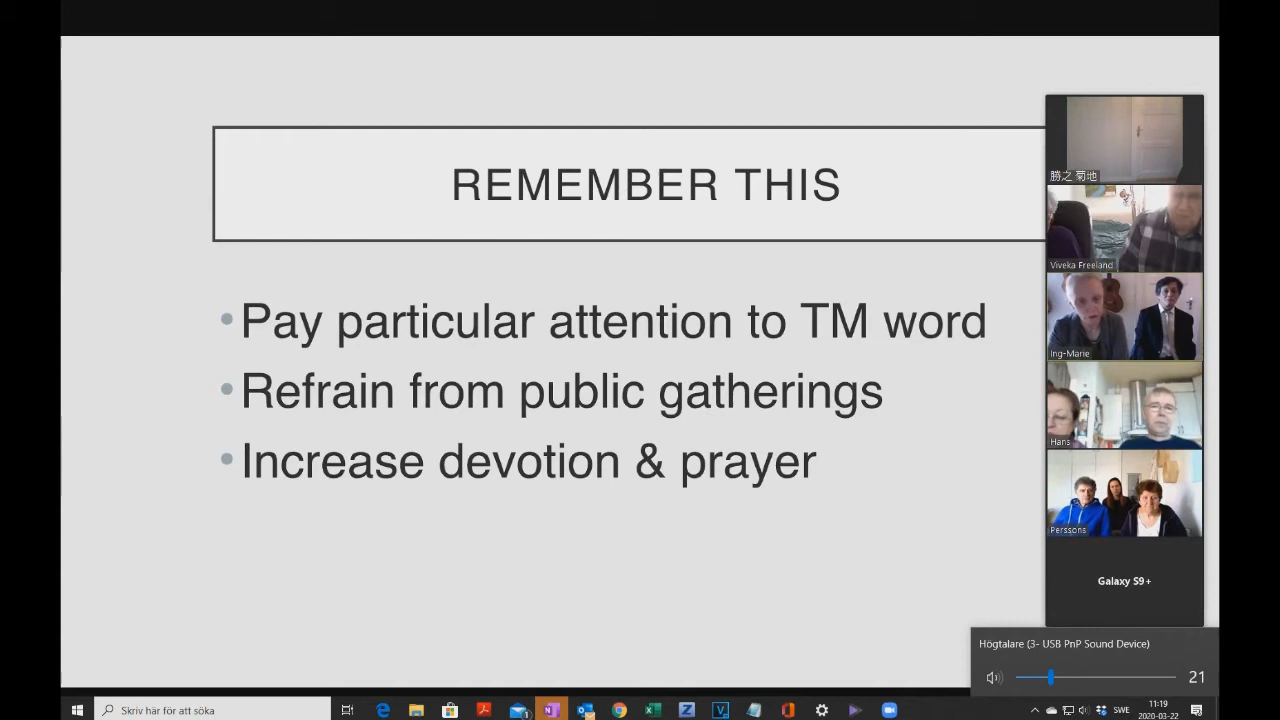 REMEMBER THIS
Pay particular attention to TM word
Refrain from public gatherings
Increase devotion & prayer
勝之 菊地
Viveka Freeland
Ing-Marie
Hans
Perssons
Galaxy S9+
Högtalare (3- USB PnP Sound Device)
21
Skriv här för att söka
SWE
11:19
2020-03-22